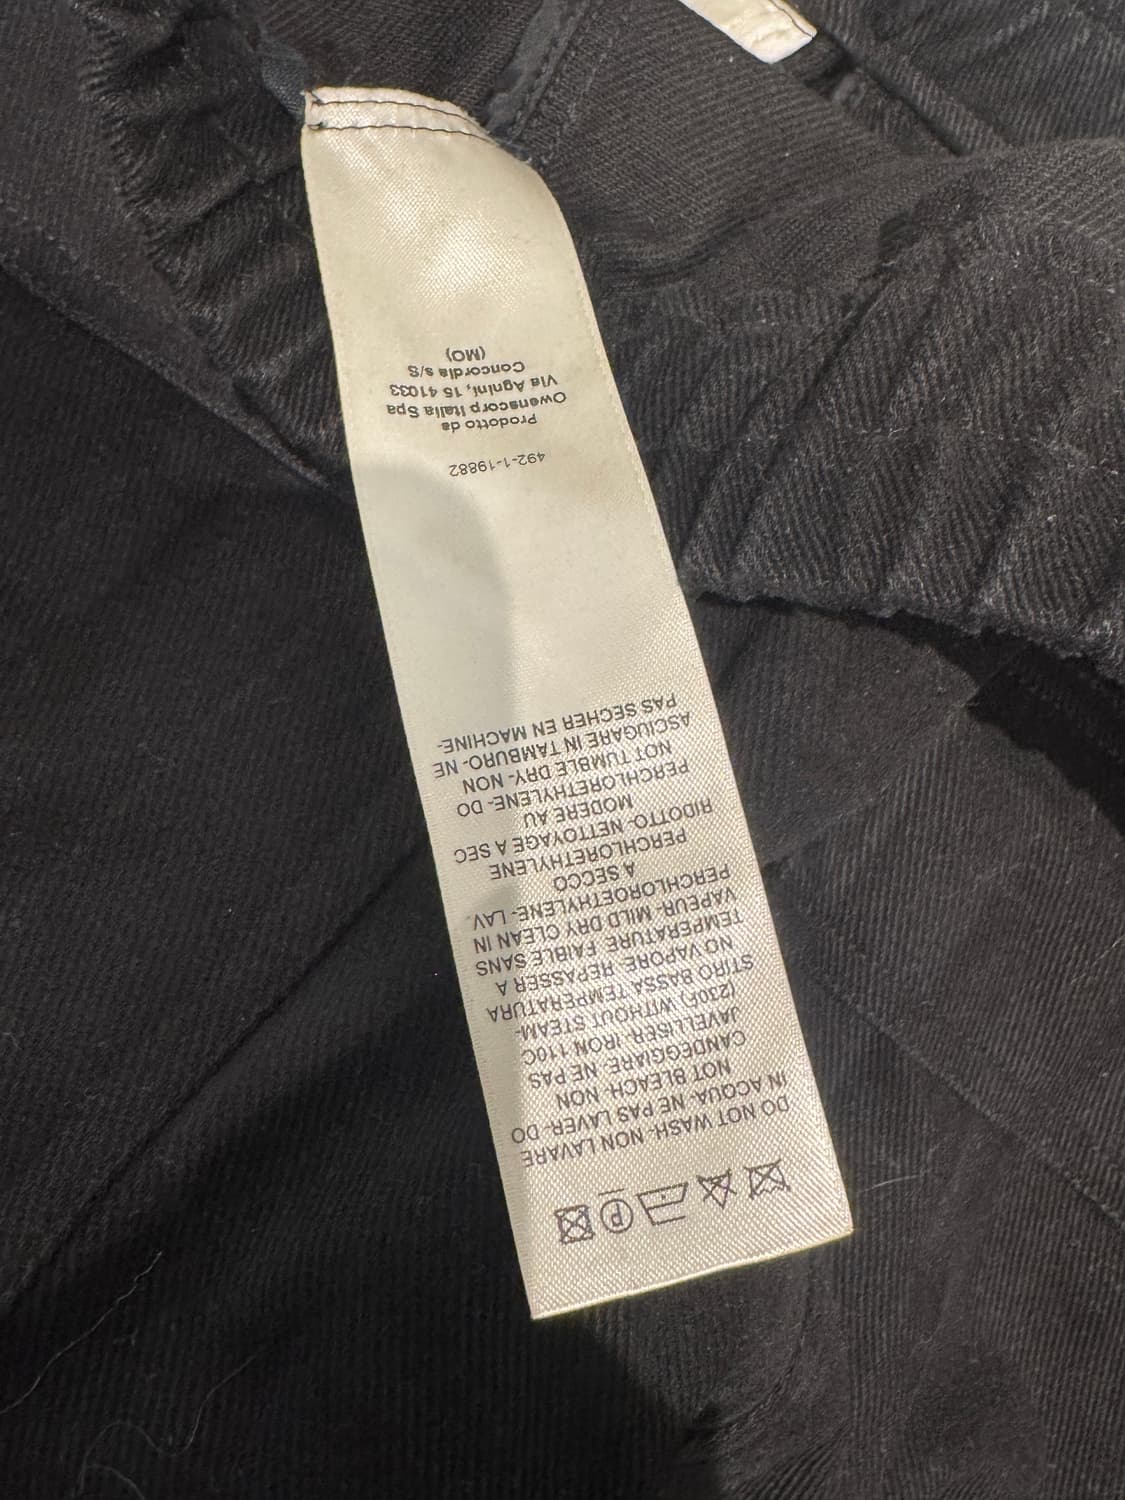 DO NOT WASH- NON LAVARE
IN ACQUA- NE PAS LAVER- DO
NOT BLEACH- NON
CANDEGGIARE- NE PAS
JAVELLISER- IRON 110C
(230F) WITHOUT STEAM-
STIRO BASSA TEMPERATURA
NO VAPORE- REPASSER A
TEMPERATURE FAIBLE SANS
VAPEUR- MILD DRY CLEAN IN
PERCHLOROETHYLENE- LAV.
A SECCO
PERCHLORETHYLENE
RIDOTTO- NETTOYAGE A SEC
MODERE AU
PERCHLORETHYLENE- DO
NOT TUMBLE DRY- NON
ASCIUGARE IN TAMBURO- NE
PAS SECHER EN MACHINE-
492-1-19882
Prodotto da
Owenscorp Italia Spa
Via Agnini, 15 41033
Concordia s/S
(MO)